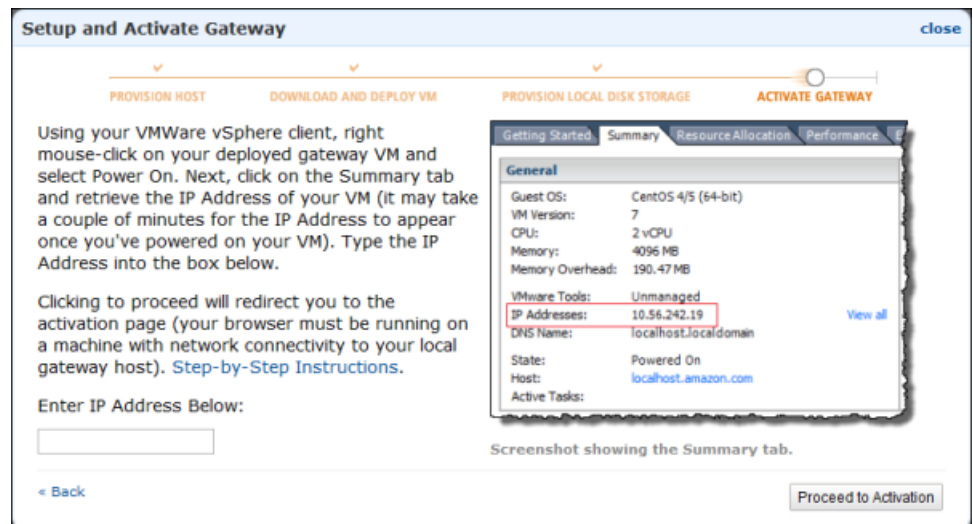 Setup and Activate Gateway
close
PROVISION HOST
DOWNLOAD AND DEPLOY VM
PROVISION LOCAL DISK STORAGE
ACTIVATE GATEWAY
Using your VMWare vSphere client, right
mouse-click on your deployed gateway VM and
select Power On. Next, click on the Summary tab
and retrieve the IP Address of your VM (it may take
a couple of minutes for the IP Address to appear
once you've powered on your VM). Type the IP
Address into the box below.
Clicking to proceed will redirect you to the
activation page (your browser must be running on
a machine with network connectivity to your local
gateway host). Step-by-Step Instructions.
Enter IP Address Below:
Getting Started Summary Resource Allocation Performance
General
Guest OS: CentOS 4/5 (64-bit)
VM Version: 7
CPU: 2 vCPU
Memory: 4096 MB
Memory Overhead: 190.47 MB
VMware Tools: Unmanaged
IP Addresses: 10.56.242.19 View all
DNS Name: localhost.localdomain
State: Powered On
Host: localhost.amazon.com
Active Tasks:
Screenshot showing the Summary tab.
« Back
Proceed to Activation